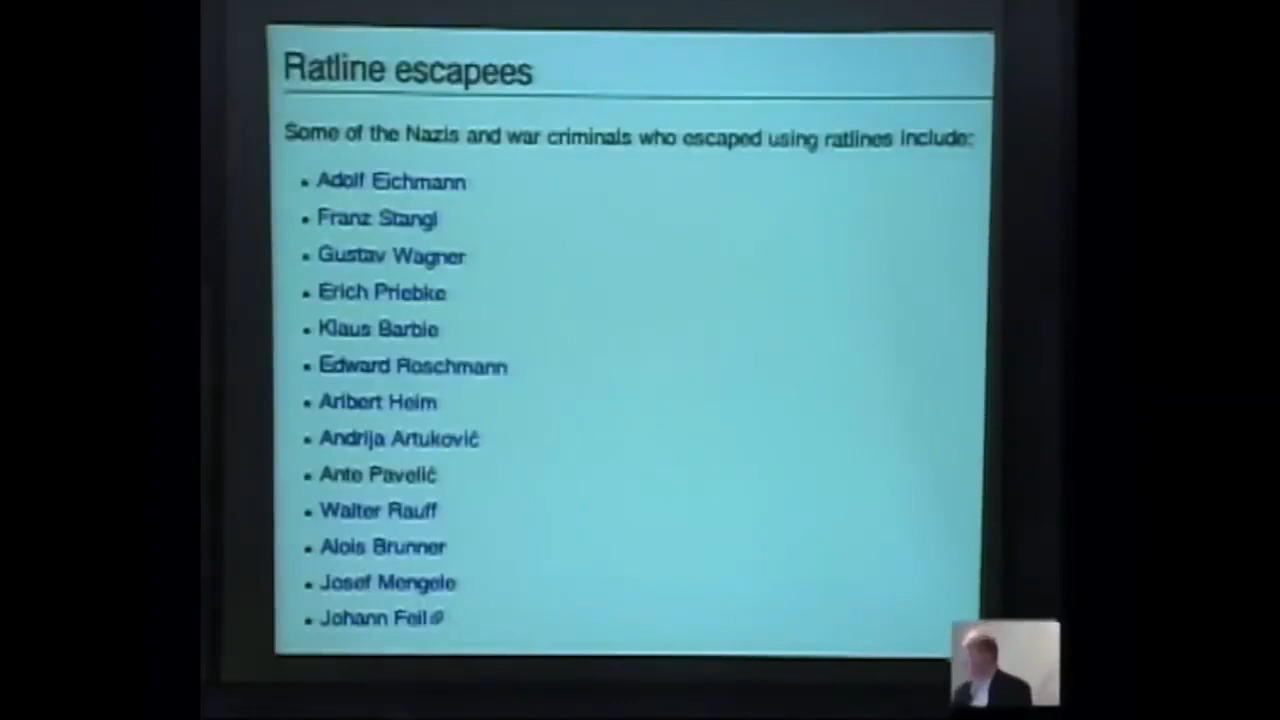 Ratline escapees
Some of the Nazis and war criminals who escaped using ratlines include:
• Adolf Eichmann
• Franz Stangl
• Gustav Wagner
• Erich Priebke
• Klaus Barbie
• Edward Roschmann
• Aribert Heim
• Andrija Artuković
• Ante Pavelić
• Walter Rauff
• Alois Brunner
• Josef Mengele
• Johann Feil